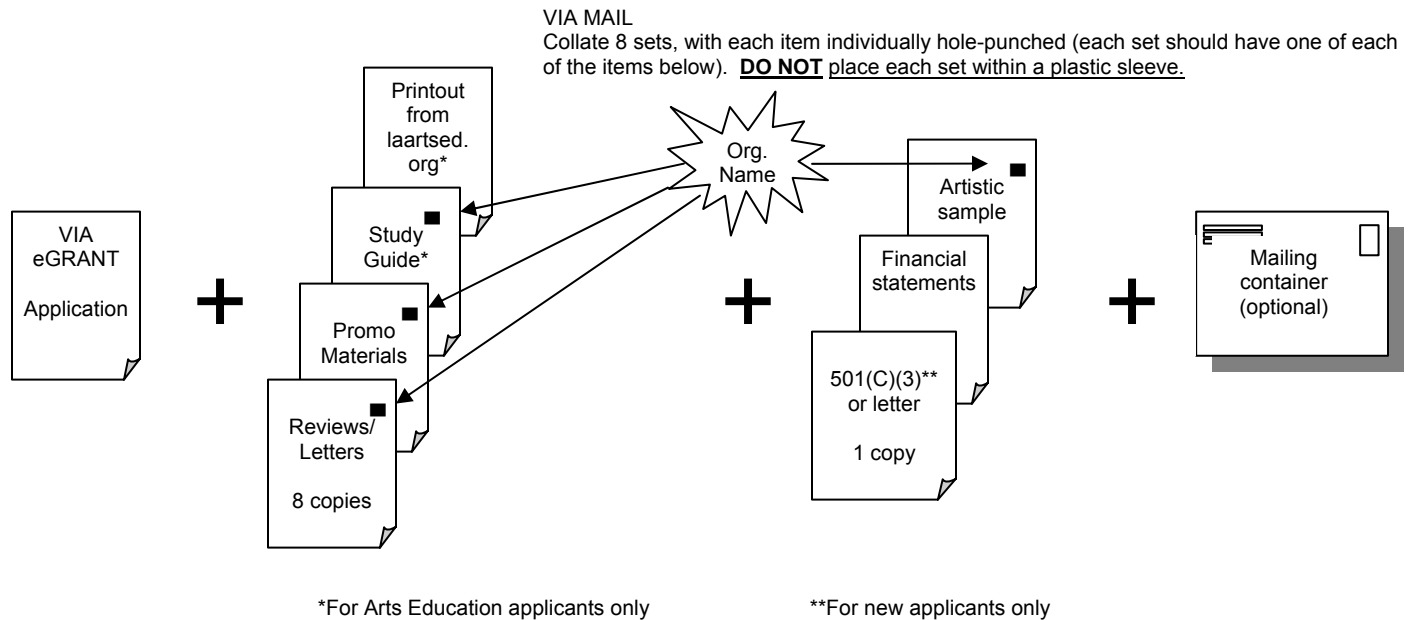 VIA MAIL
Collate 8 sets, with each item individually hole-punched (each set should have one of each
of the items below). DO NOT place each set within a plastic sleeve.
Printout
from
laartsed.
org*
Org.
Name
Artistic
sample
VIA
eGRANT
Application
Study
Guide*
Financial
statements
Mailing
container
(optional)
Promo
Materials
501(C)(3)**
or letter
1 copy
Reviews/
Letters
8 copies
*For Arts Education applicants only
**For new applicants only